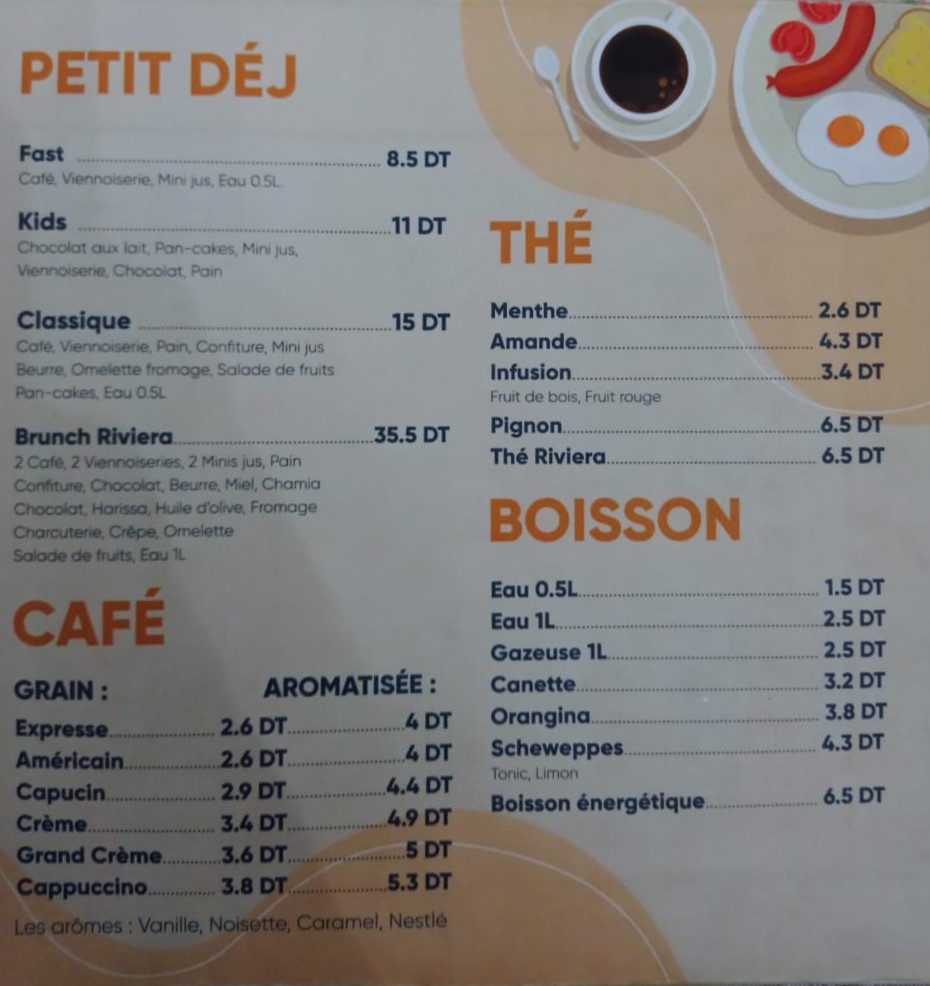 PETIT DÉJ
Fast 8.5 DT
Café, Viennoiserie, Mini jus, Eau 0.5L
Kids 11 DT
Chocolat aux lait, Pan-cakes, Mini jus,
Viennoiserie, Chocolat, Pain
Classique 15 DT
Café, Viennoiserie, Pain, Confiture, Mini jus
Beurre, Omelette fromage, Salade de fruits
Pan-cakes, Eau 0.5L
Brunch Riviera 35.5 DT
2 Café, 2 Viennoiseries, 2 Minis jus, Pain
Confiture, Chocolat, Beurre, Miel, Chamia
Chocolat, Harissa, Huile d'olive, Fromage
Charcuterie, Crêpe, Omelette
Salade de fruits, Eau 1L
CAFÉ
GRAIN : AROMATISÉE :
Expresse 2.6 DT 4 DT
Américain 2.6 DT 4 DT
Capucin 2.9 DT 4.4 DT
Crème 3.4 DT 4.9 DT
Grand Crème 3.6 DT 5 DT
Cappuccino 3.8 DT 5.3 DT
Les arômes : Vanille, Noisette, Caramel, Nestlé
THÉ
Menthe 2.6 DT
Amande 4.3 DT
Infusion 3.4 DT
Fruit de bois, Fruit rouge
Pignon 6.5 DT
Thé Riviera 6.5 DT
BOISSON
Eau 0.5L 1.5 DT
Eau 1L 2.5 DT
Gazeuse 1L 2.5 DT
Canette 3.2 DT
Orangina 3.8 DT
Scheweppes 4.3 DT
Tonic, Limon
Boisson énergétique 6.5 DT